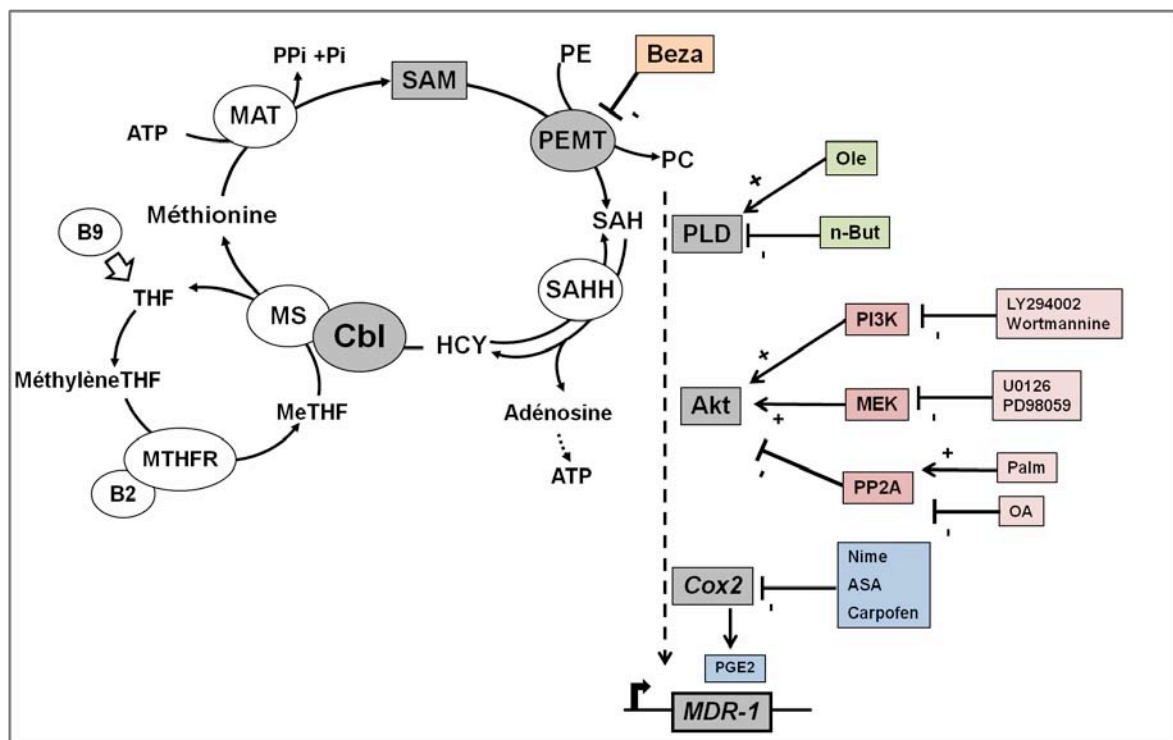 PPi +Pi
SAM
PE
Beza
-
MAT
ATP
PEMT
PC
Ole
+
Méthionine
SAH
PLD
n-But
-
B9
THF
SAHH
MS
Cbl
HCY
PI3K
LY294002
Wortmannine
-
+
MéthylèneTHF
MeTHF
Adénosine
Akt
MEK
U0126
PD98059
-
+
MTHFR
B2
ATP
-
PP2A
+
Palm
OA
-
Cox2
-
Nime
ASA
Carpofen
PGE2
MDR-1